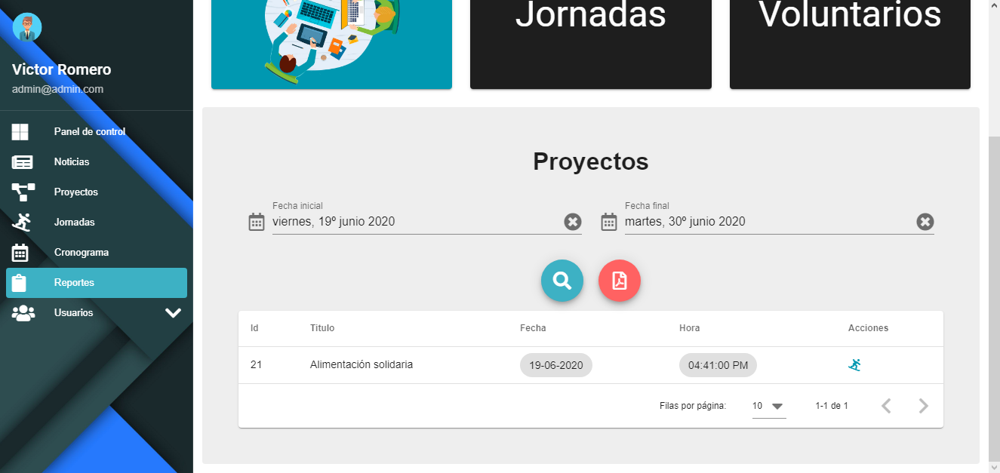 Victor Romero
admin@admin.com
Panel de control
Noticias
Proyectos
Jornadas
Cronograma
Reportes
Usuarios
Jornadas
Voluntarios
Proyectos
Fecha inicial
viernes, 19º junio 2020
Fecha final
martes, 30º junio 2020
Id Titulo Fecha Hora Acciones
21 Alimentación solidaria 19-06-2020 04:41:00 PM
Filas por página: 10 1-1 de 1